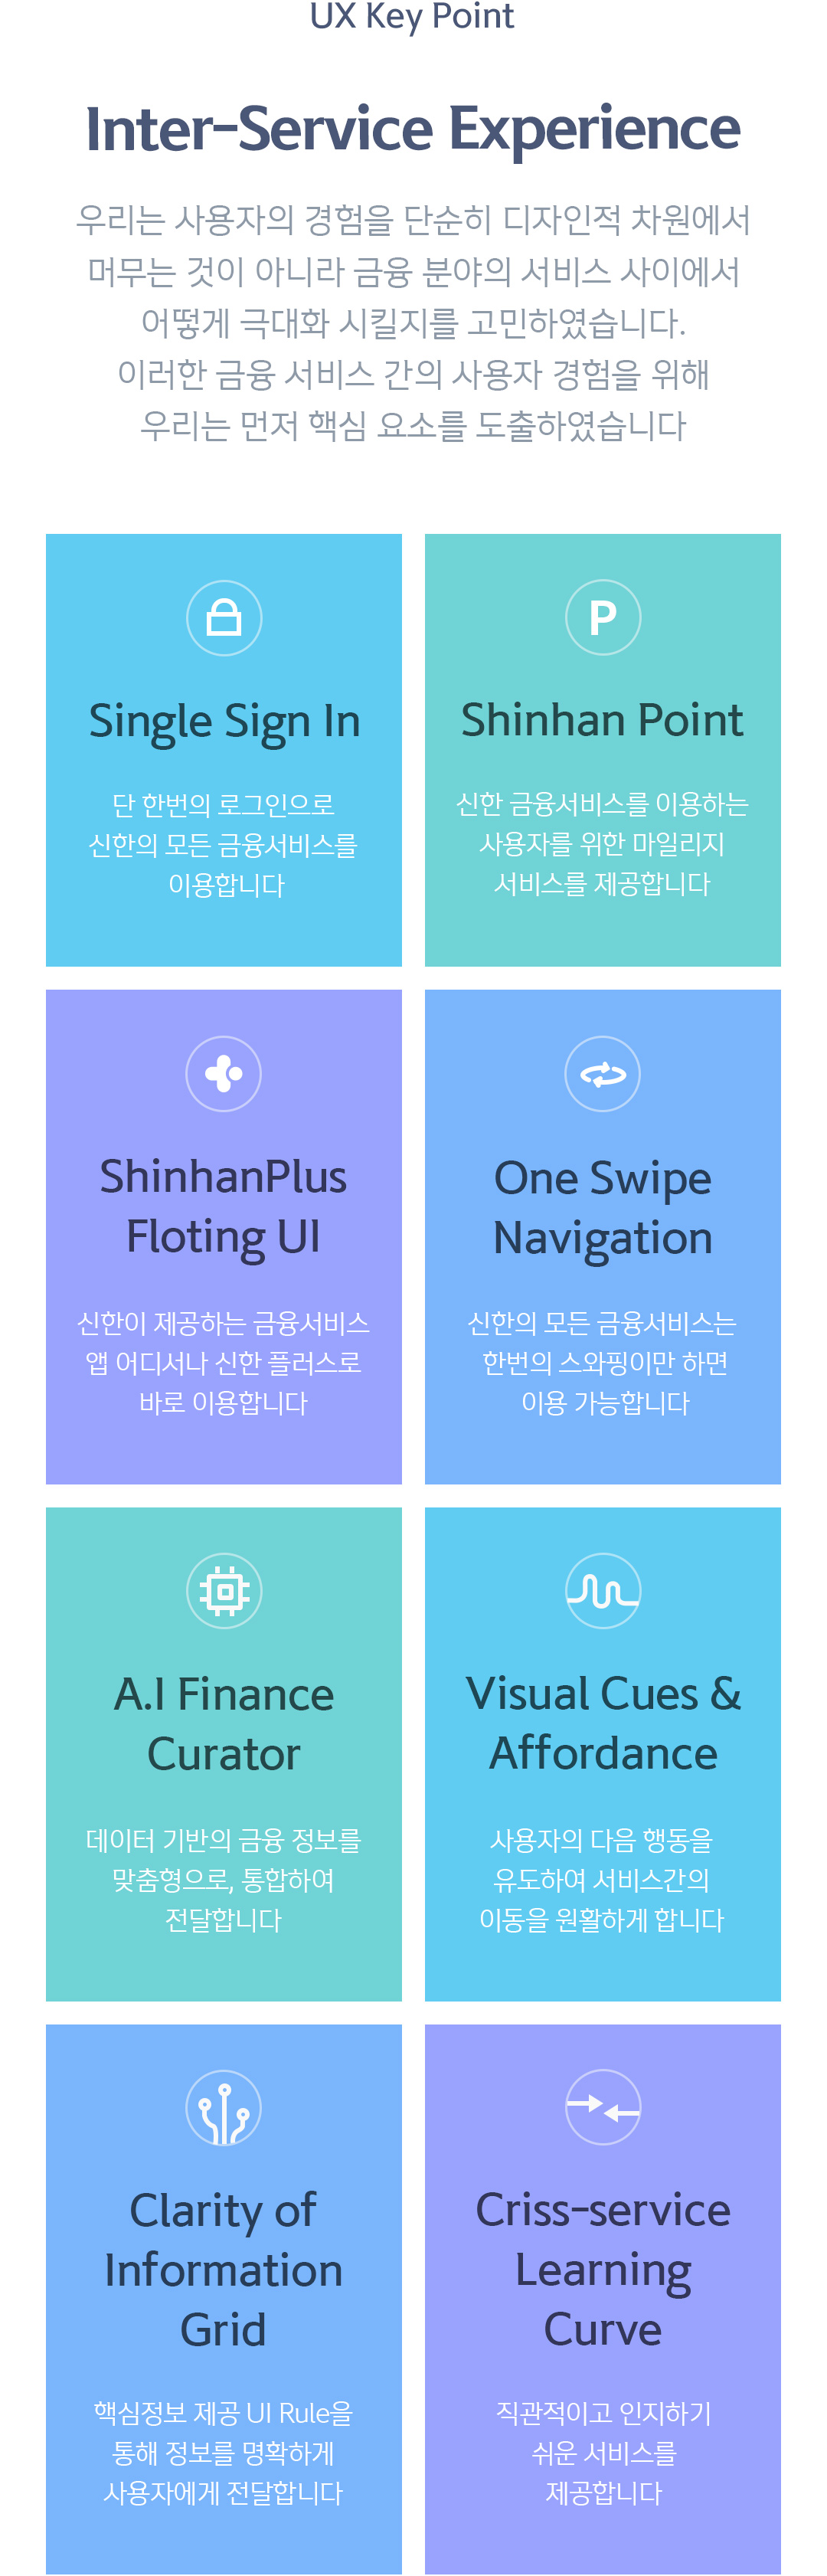 UX Key Point
Inter-Service Experience
우리는 사용자의 경험을 단순히 디자인적 차원에서
머무는 것이 아니라 금융 분야의 서비스 사이에서
어떻게 극대화 시킬지를 고민하였습니다.
이러한 금융 서비스 간의 사용자 경험을 위해
우리는 먼저 핵심 요소를 도출하였습니다
Single Sign In
단 한번의 로그인으로
신한의 모든 금융서비스를
이용합니다
P
Shinhan Point
신한 금융서비스를 이용하는
사용자를 위한 마일리지
서비스를 제공합니다
ShinhanPlus
Floting UI
신한이 제공하는 금융서비스
앱 어디서나 신한 플러스로
바로 이용합니다
One Swipe
Navigation
신한의 모든 금융서비스는
한번의 스와핑이만 하면
이용 가능합니다
A.I Finance
Curator
데이터 기반의 금융 정보를
맞춤형으로, 통합하여
전달합니다
Visual Cues &
Affordance
사용자의 다음 행동을
유도하여 서비스간의
이동을 원활하게 합니다
Clarity of
Information
Grid
핵심정보 제공 UI Rule을
통해 정보를 명확하게
사용자에게 전달합니다
Criss-service
Learning
Curve
직관적이고 인지하기
쉬운 서비스를
제공합니다